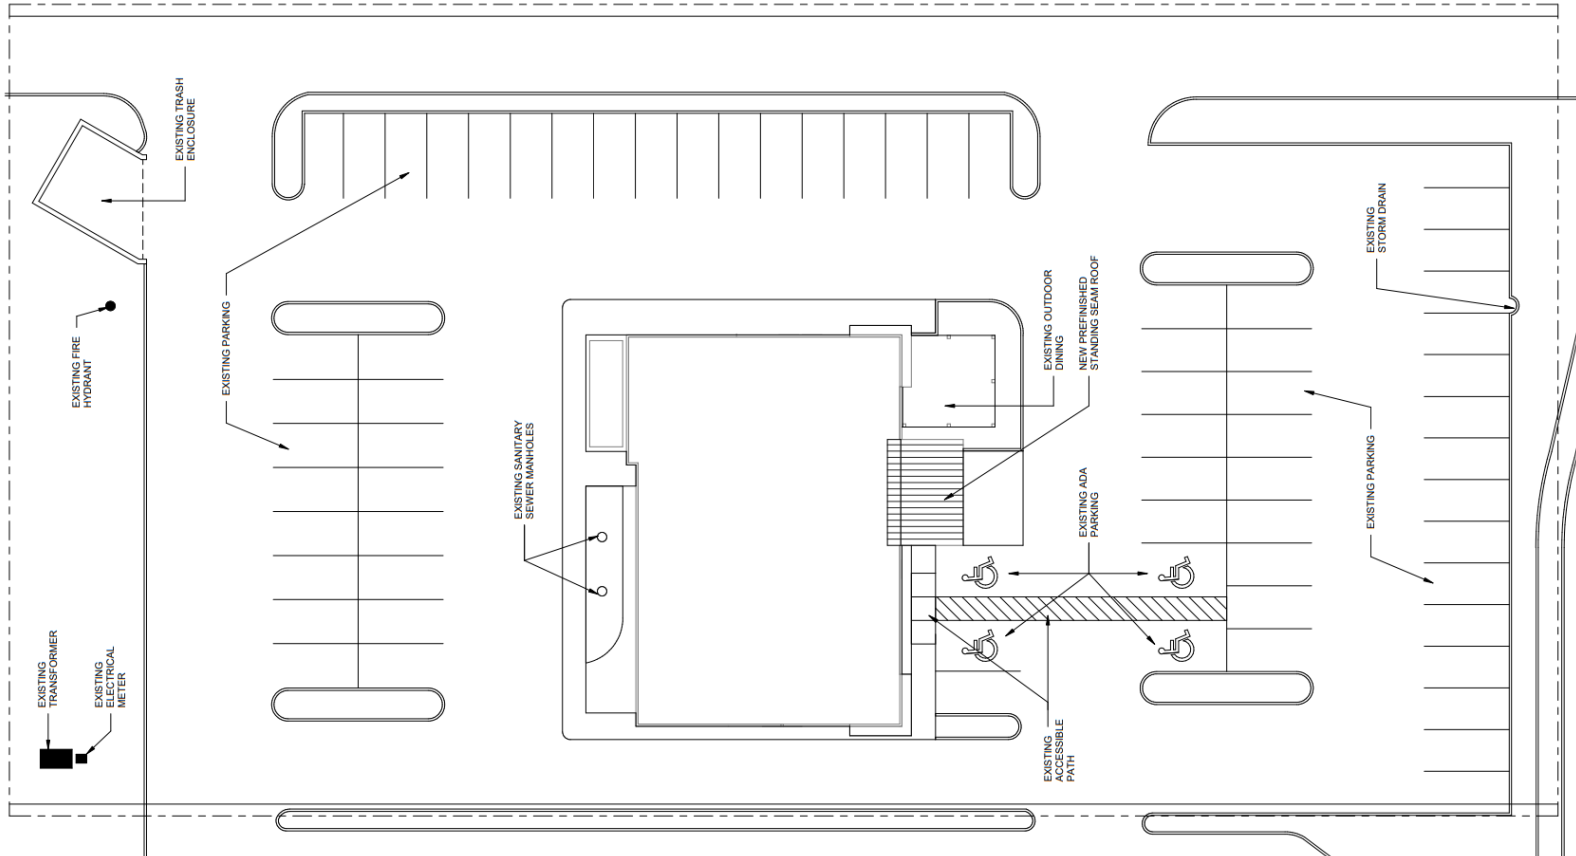 EXISTING TRASH
ENCLOSURE
EXISTING FIRE
HYDRANT
EXISTING
TRANSFORMER
EXISTING
ELECTRICAL
METER
EXISTING PARKING
EXISTING SANITARY
SEWER MANHOLES
EXISTING OUTDOOR
DINING
NEW PREFINISHED
STANDING SEAM ROOF
EXISTING ADA
PARKING
EXISTING
ACCESSIBLE
PATH
EXISTING
STORM DRAIN
EXISTING PARKING